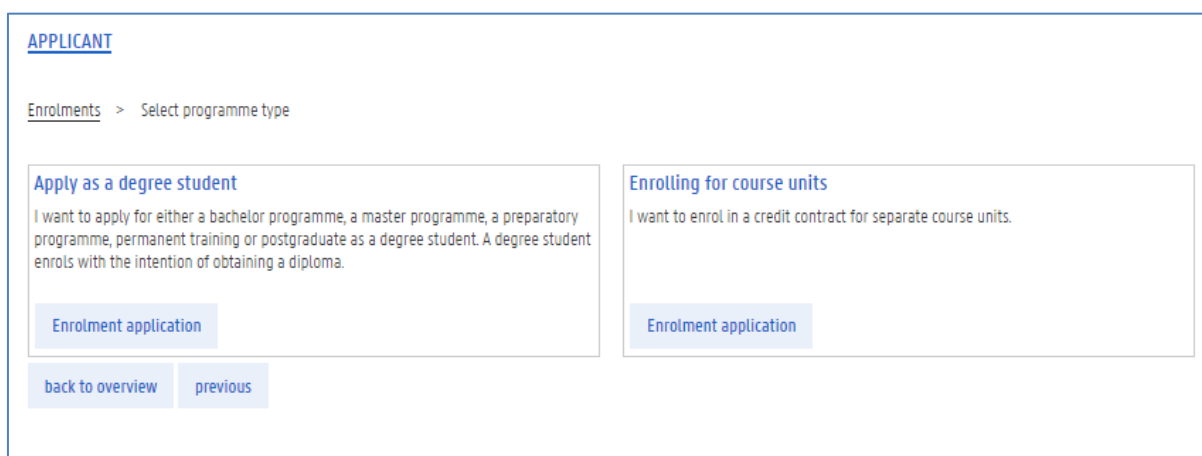 APPLICANT
Enrolments > Select programme type
Apply as a degree student
I want to apply for either a bachelor programme, a master programme, a preparatory
programme, permanent training or postgraduate as a degree student. A degree student
enrols with the intention of obtaining a diploma.
Enrolment application
Enrolling for course units
I want to enrol in a credit contract for separate course units.
Enrolment application
back to overview
previous